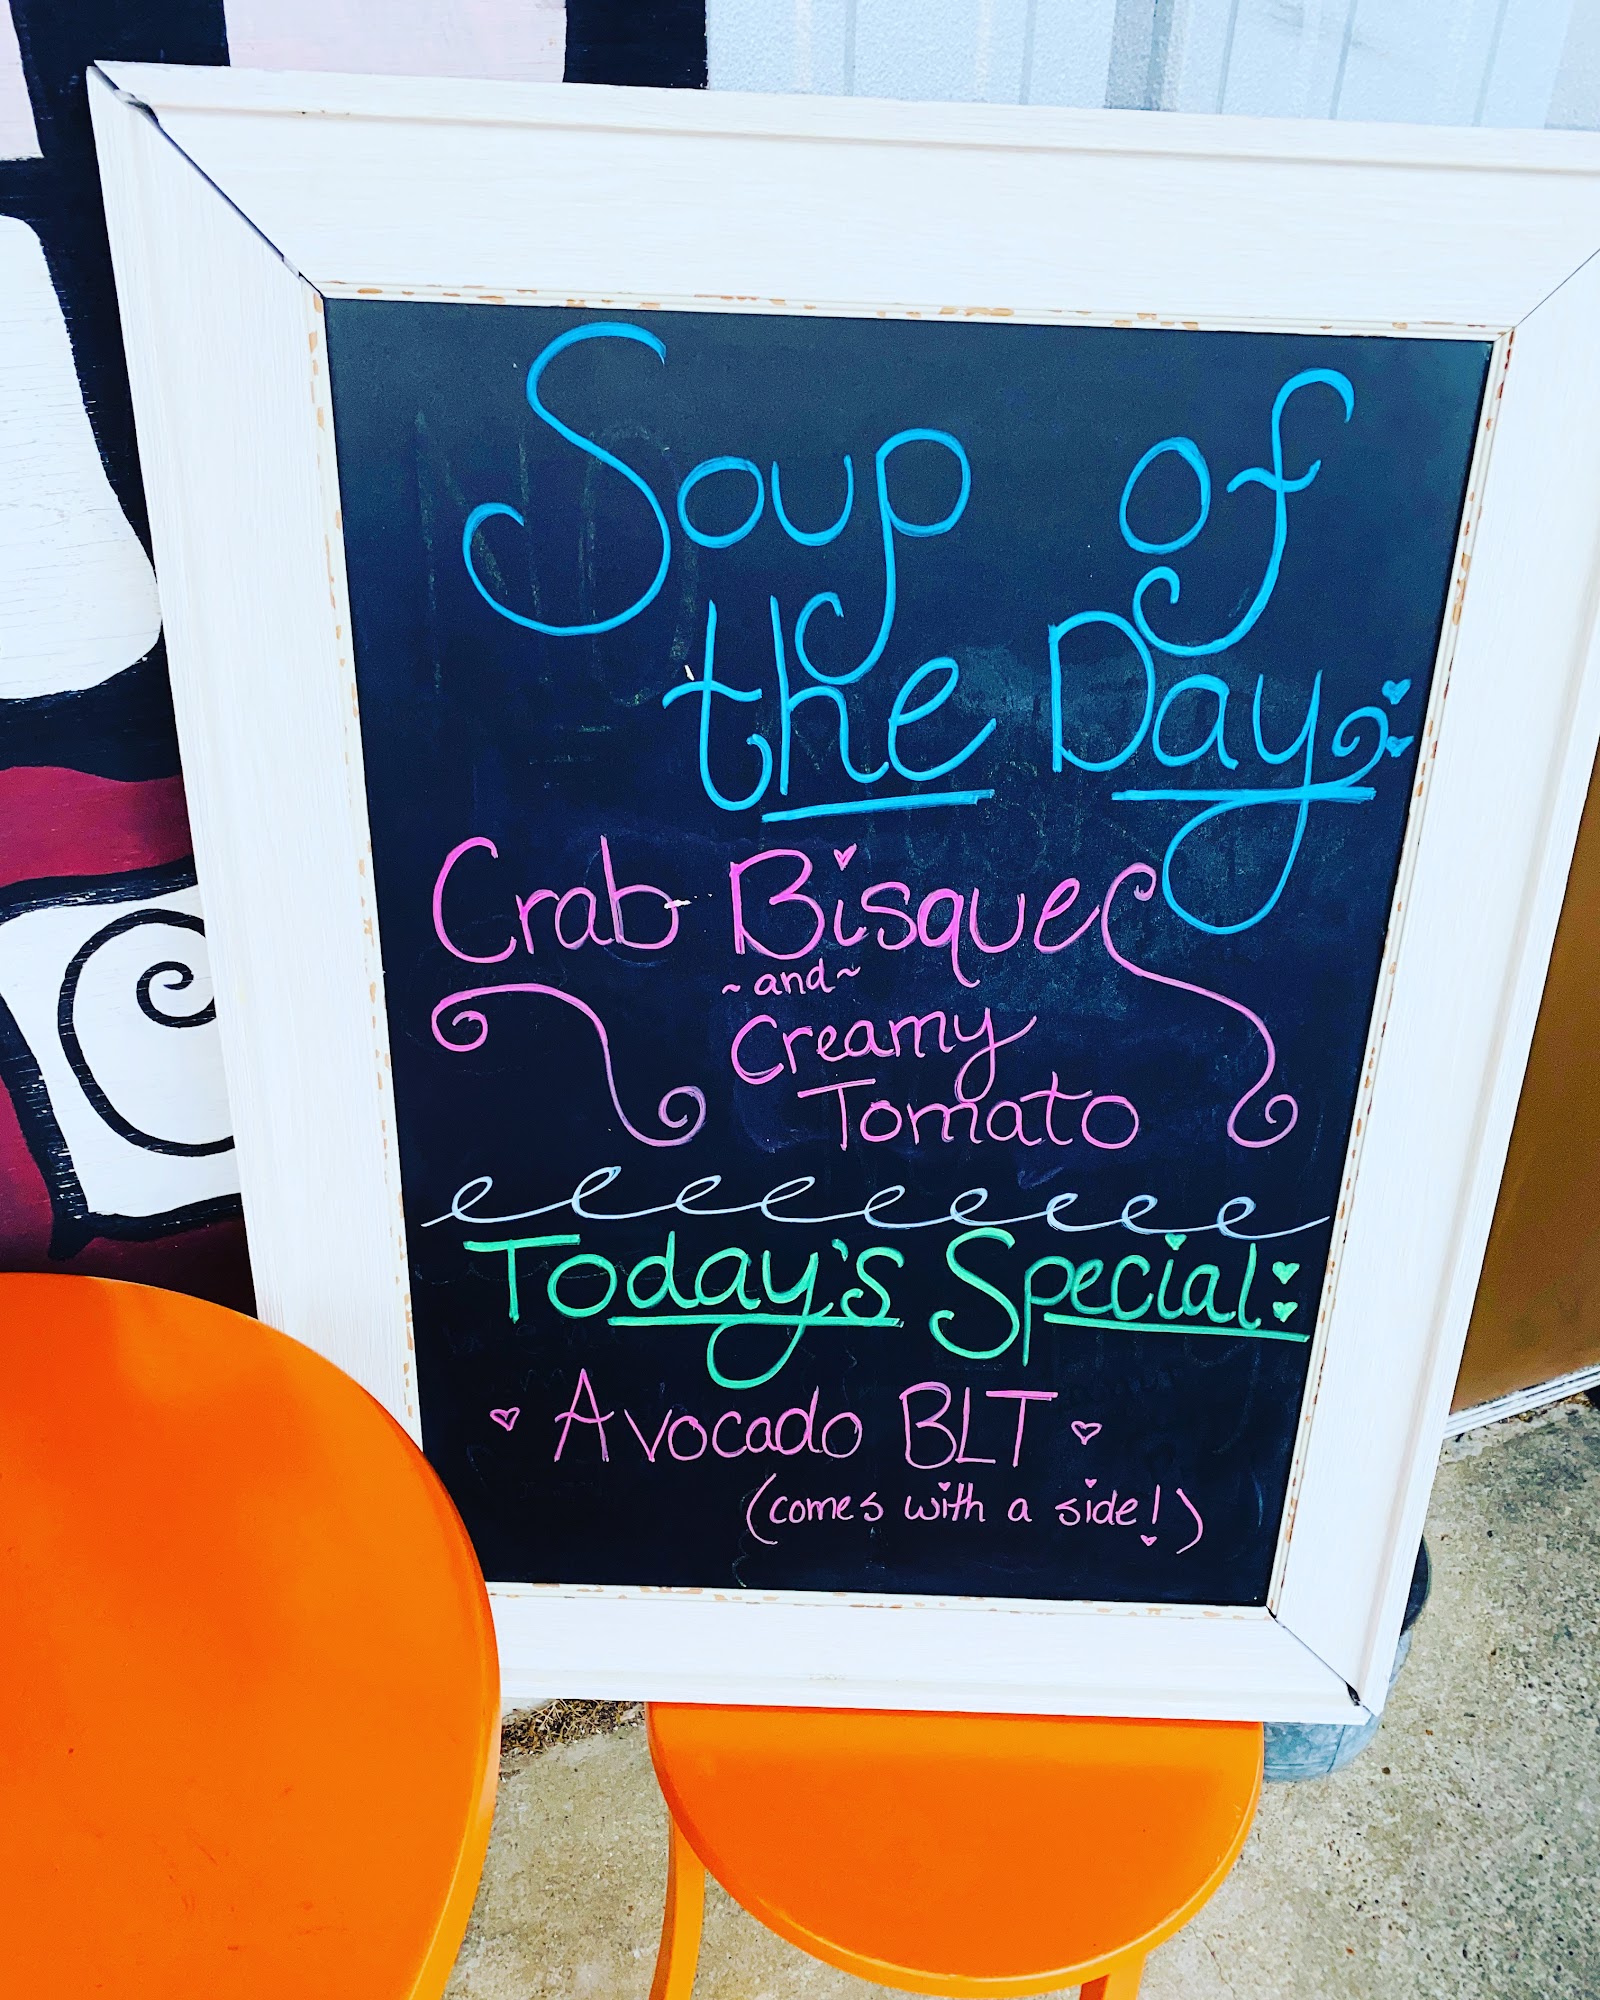 Soup of
the Day:
Crab Bisque
~and~
Creamy
Tomato
Today's Special:
Avocado BLT
(comes with a side!)